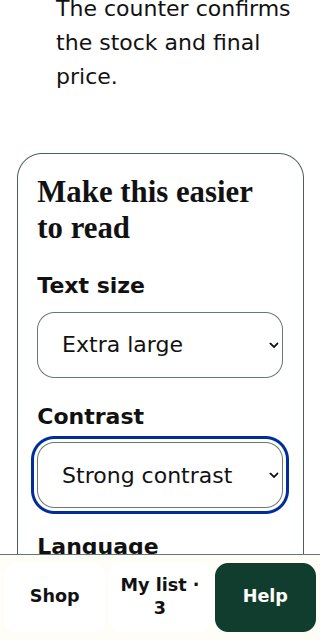 The counter confirms
the stock and final
price.
Make this easier
to read
Text size
Extra large
Contrast
Strong contrast
Language
Shop
My list ·
3
Help